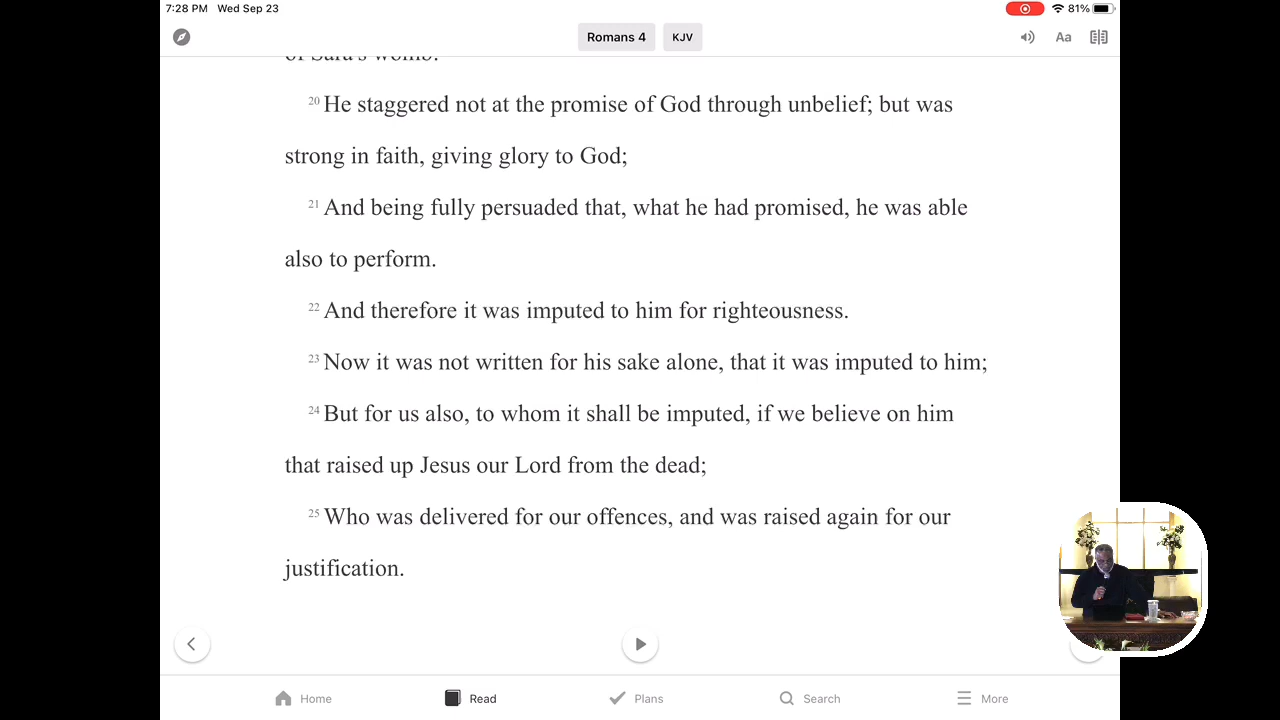 7:28 PM Wed Sep 23
81%
Romans 4 KJV
Aa
of Sara's womb:
20 He staggered not at the promise of God through unbelief; but was
strong in faith, giving glory to God;
21 And being fully persuaded that, what he had promised, he was able
also to perform.
22 And therefore it was imputed to him for righteousness.
23 Now it was not written for his sake alone, that it was imputed to him;
24 But for us also, to whom it shall be imputed, if we believe on him
that raised up Jesus our Lord from the dead;
25 Who was delivered for our offences, and was raised again for our
justification.
Home Read Plans Search More